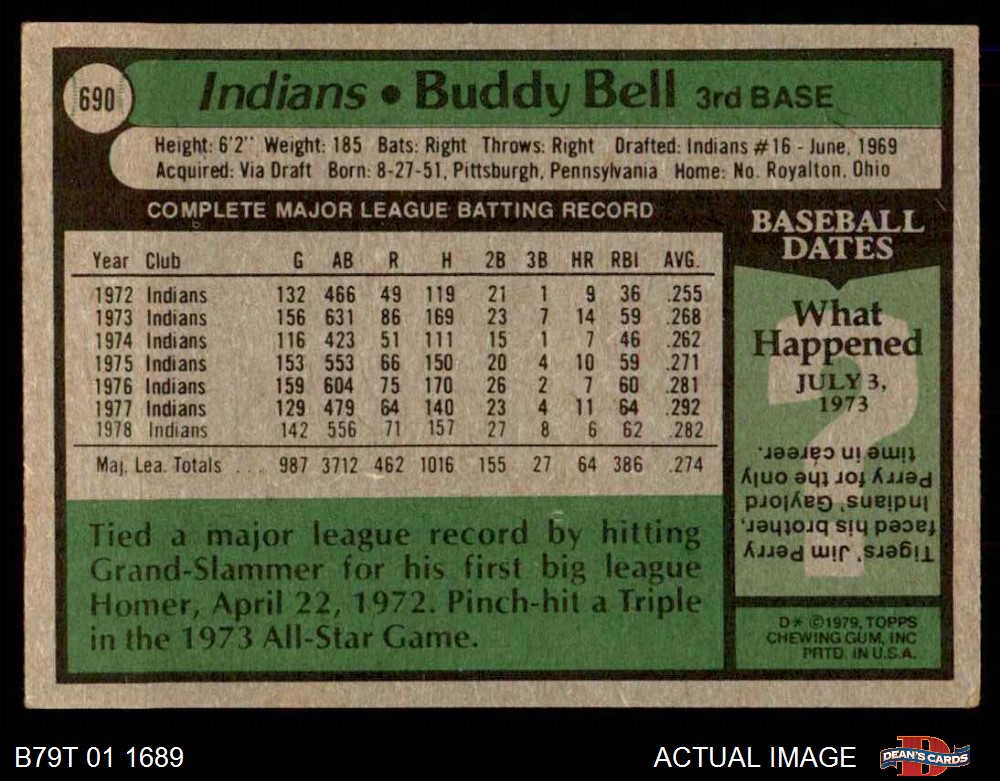 690
Indians • Buddy Bell 3rd BASE
Height: 6'2" Weight: 185 Bats: Right Throws: Right Drafted: Indians #16 - June, 1969
Acquired: Via Draft Born: 8-27-51, Pittsburgh, Pennsylvania Home: No. Royalton, Ohio
COMPLETE MAJOR LEAGUE BATTING RECORD
Year Club G AB R H 2B 3B HR RBI AVG.
1972 Indians 132 466 49 119 21 1 9 36 .255
1973 Indians 156 631 86 169 23 7 14 59 .268
1974 Indians 116 423 51 111 15 1 7 46 .262
1975 Indians 153 553 66 150 20 4 10 59 .271
1976 Indians 159 604 75 170 26 2 7 60 .281
1977 Indians 129 479 64 140 23 4 11 64 .292
1978 Indians 142 556 71 157 27 8 6 62 .282
Maj. Lea. Totals . . . 987 3712 462 1016 155 27 64 386 .274
Tied a major league record by hitting
Grand-Slammer for his first big league
Homer, April 22, 1972. Pinch-hit a Triple
in the 1973 All-Star Game.
BASEBALL
DATES
What
Happened
JULY 3,
1973
?
Tigers' Jim Perry
faced his brother,
Indians' Gaylord
Perry for the only
time in career.
D* ©1979, TOPPS
CHEWING GUM, INC
PRTD. IN U.S.A.
B79T 01 1689
ACTUAL IMAGE
DEAN'S CARDS